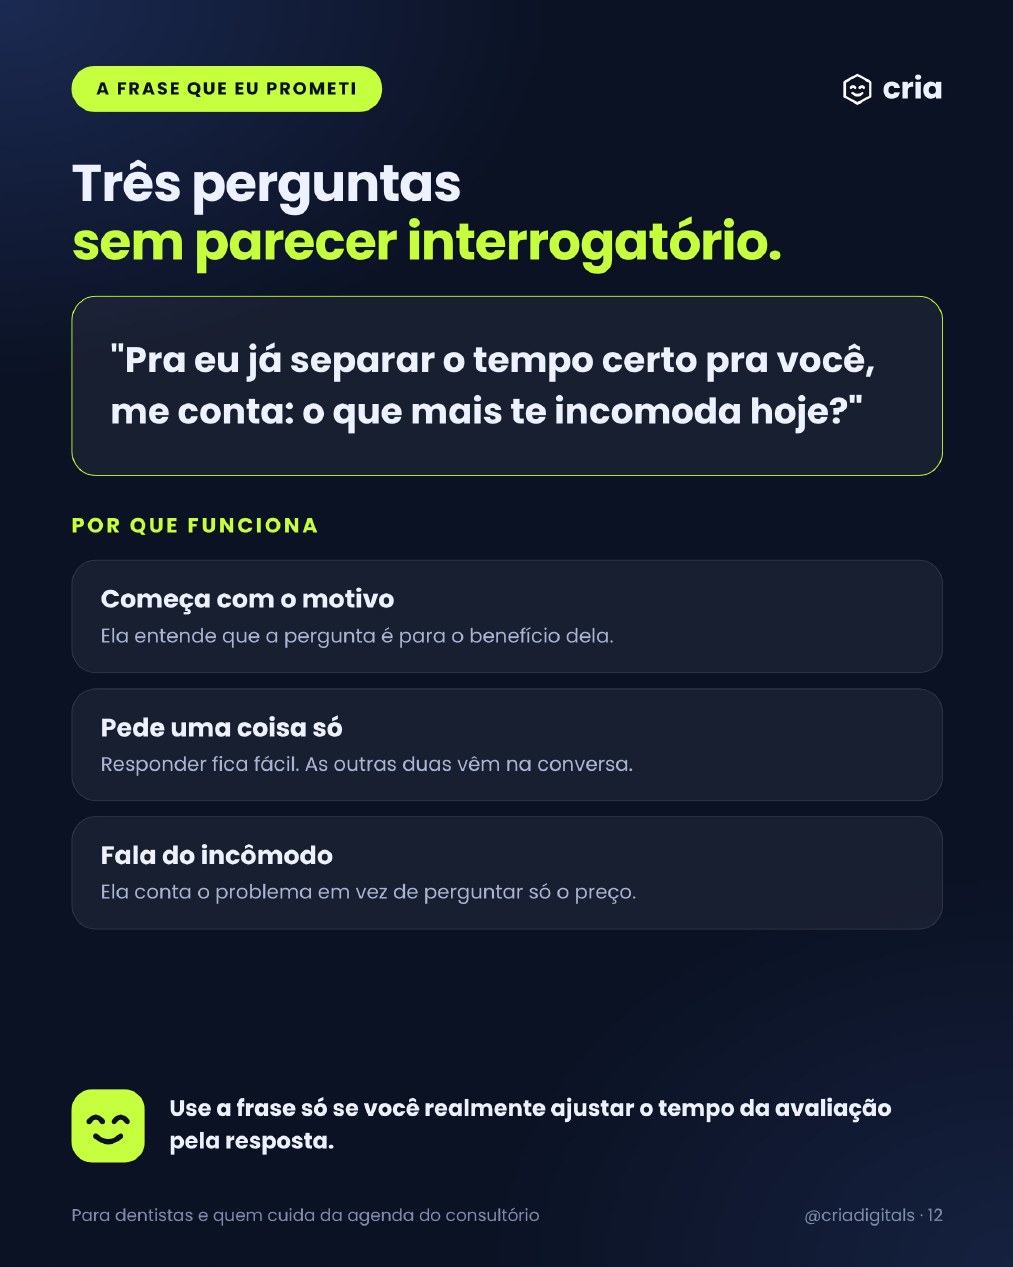 A FRASE QUE EU PROMETI
cria
Três perguntas
sem parecer interrogatório.
"Pra eu já separar o tempo certo pra você,
me conta: o que mais te incomoda hoje?"
POR QUE FUNCIONA
Começa com o motivo
Ela entende que a pergunta é para o benefício dela.
Pede uma coisa só
Responder fica fácil. As outras duas vêm na conversa.
Fala do incômodo
Ela conta o problema em vez de perguntar só o preço.
Use a frase só se você realmente ajustar o tempo da avaliação
pela resposta.
Para dentistas e quem cuida da agenda do consultório
@criadigitals · 12